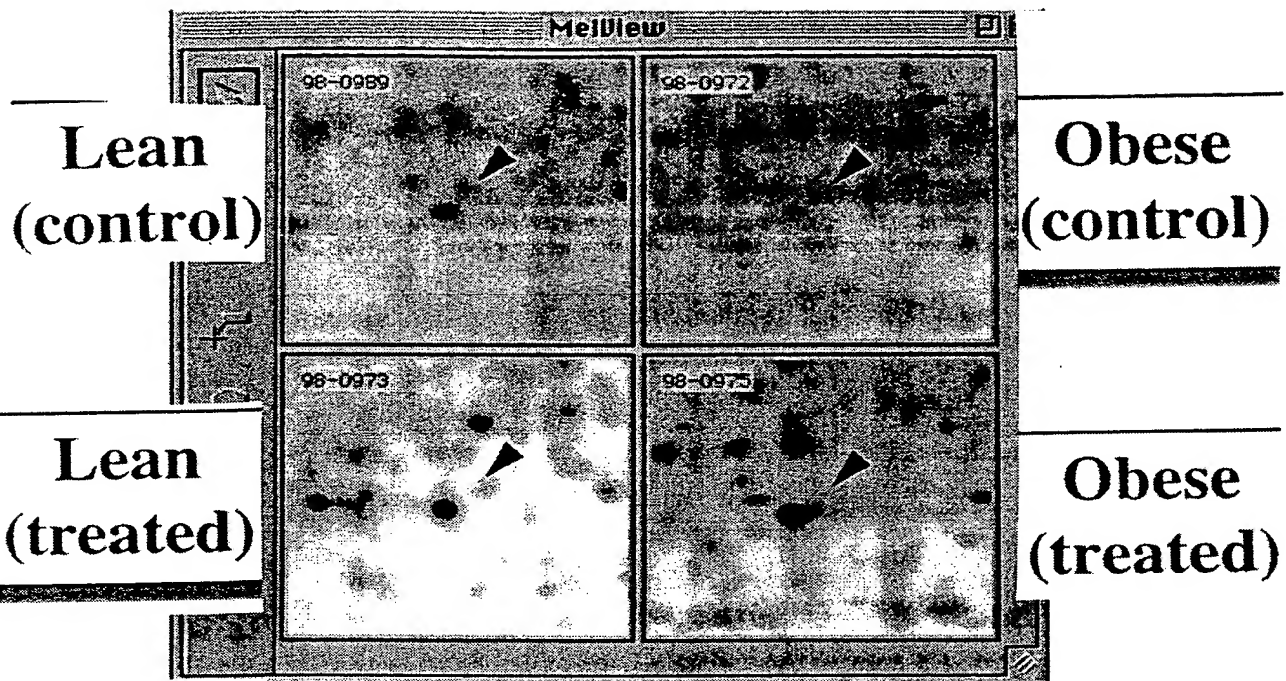 MelView
98-0989
98-0972
Lean
(control)
Obese
(control)
98-0973
98-0975
Lean
(treated)
Obese
(treated)